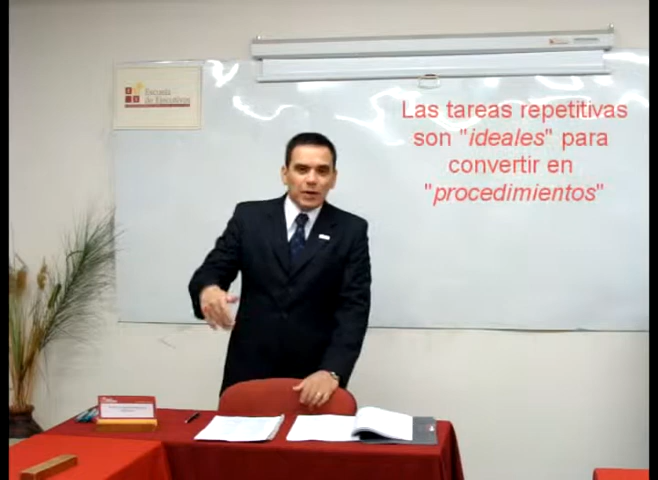 Escuela
de Ejecutivos
Las tareas repetitivas
son "ideales" para
convertir en
"procedimientos"